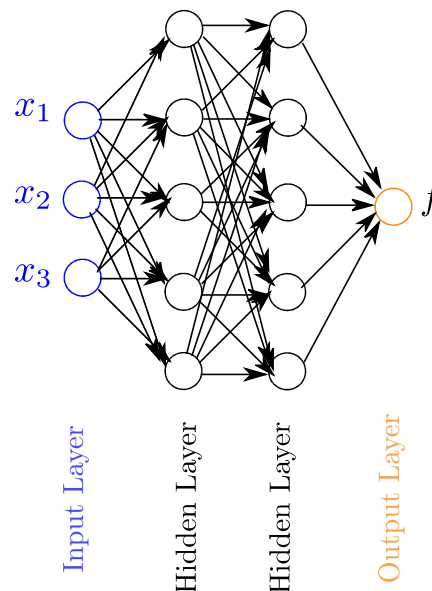 x₁
x₂
x₃
f
Input Layer
Hidden Layer
Hidden Layer
Output Layer